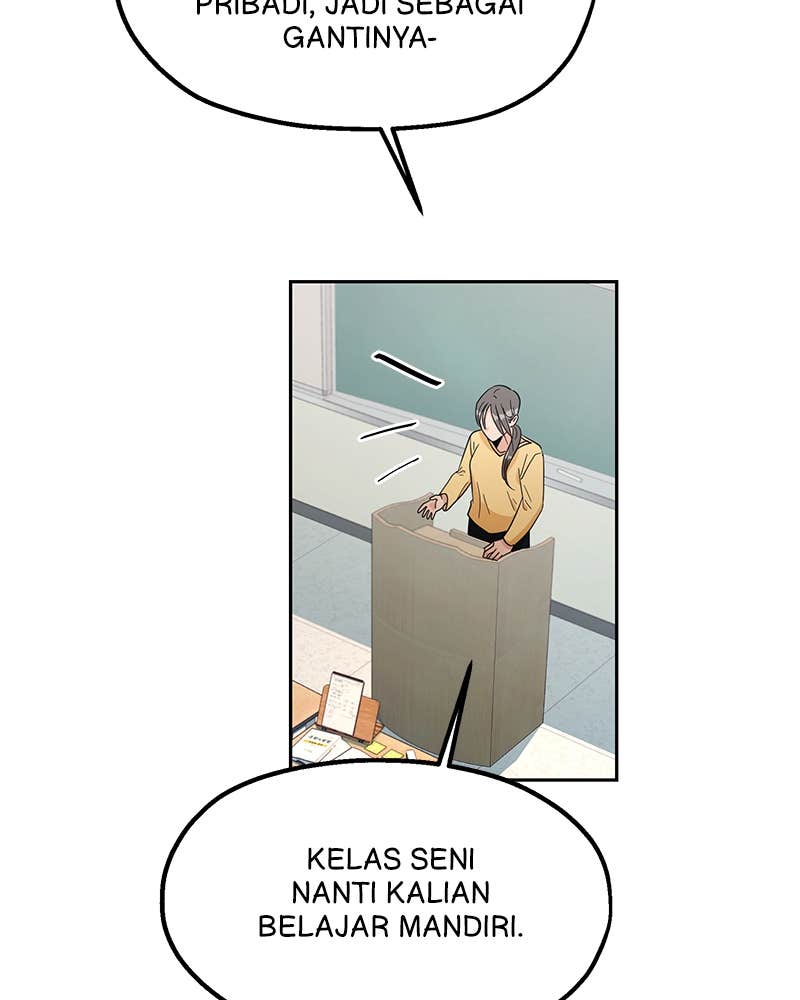 PRIBADI, JADI SEBAGAI
GANTINYA-
KELAS SENI
NANTI KALIAN
BELAJAR MANDIRI.